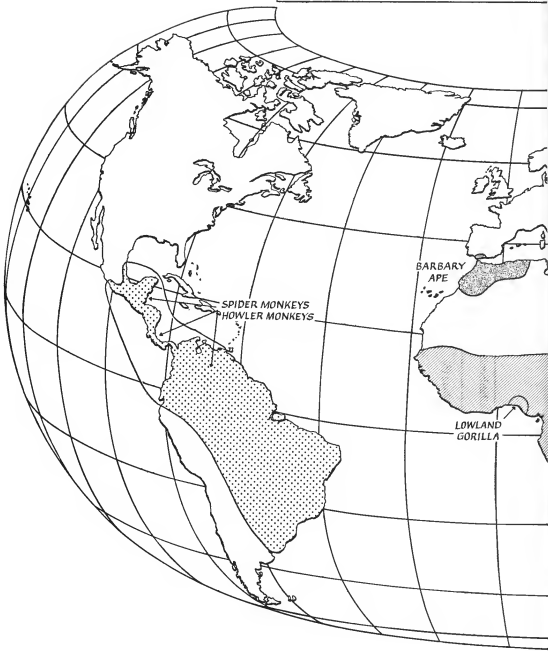 BARBARY
APE
SPIDER MONKEYS
HOWLER MONKEYS
LOWLAND
GORILLA